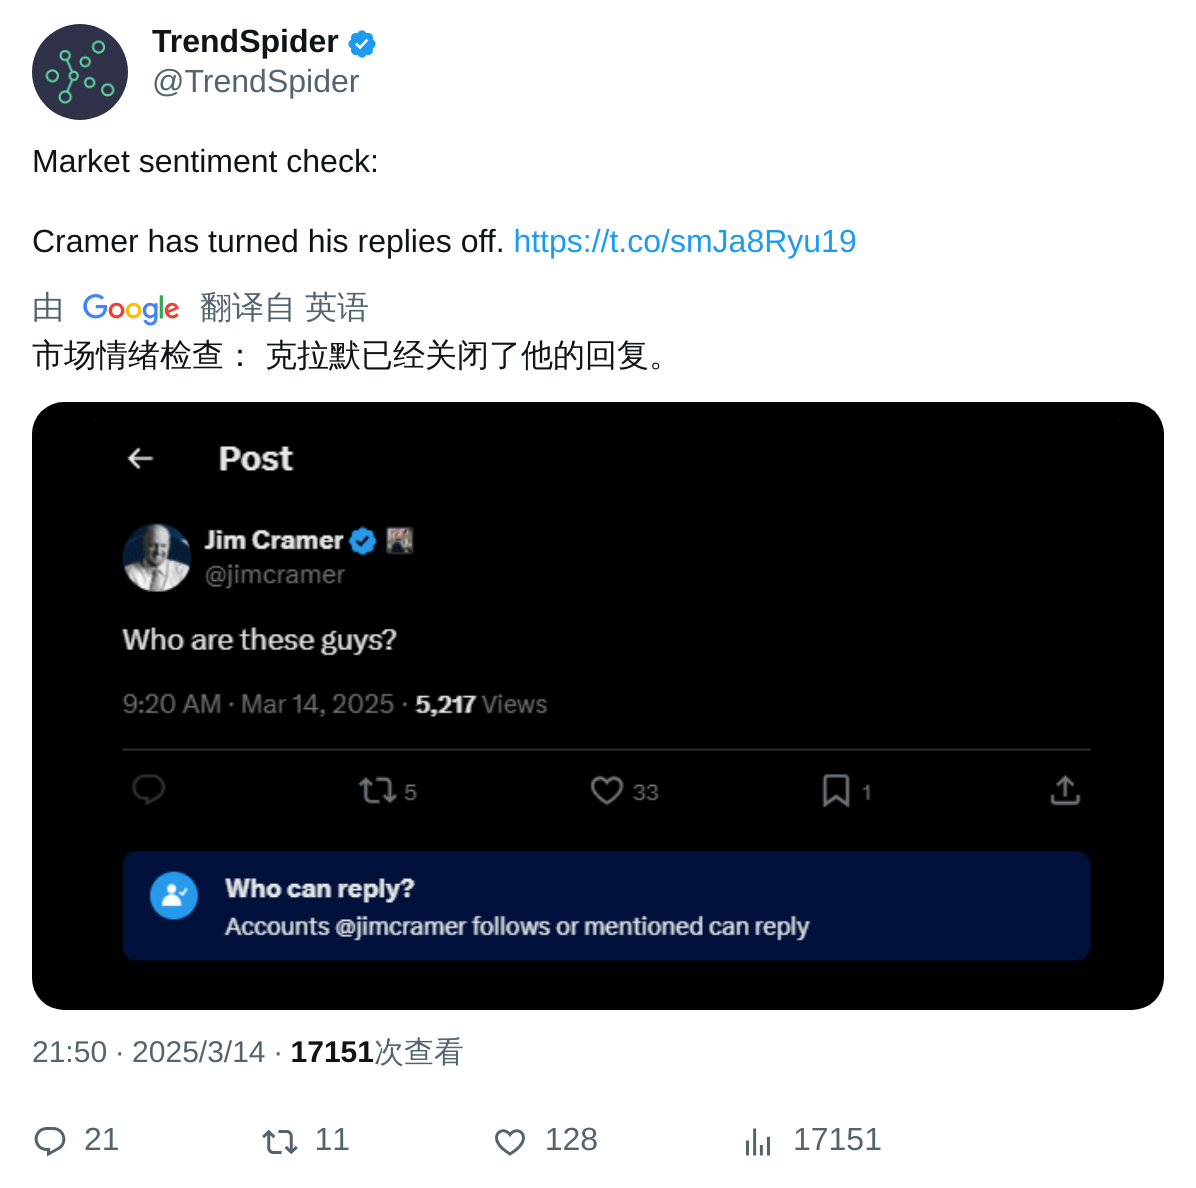 TrendSpider
@TrendSpider
Market sentiment check:
Cramer has turned his replies off. https://t.co/smJa8Ryu19
由 Google 翻译自 英语
市场情绪检查： 克拉默已经关闭了他的回复。
Post
Jim Cramer
@jimcramer
Who are these guys?
9:20 AM · Mar 14, 2025 · 5,217 Views
5 33 1
Who can reply?
Accounts @jimcramer follows or mentioned can reply
21:50 · 2025/3/14 · 17151次查看
21 11 128 17151